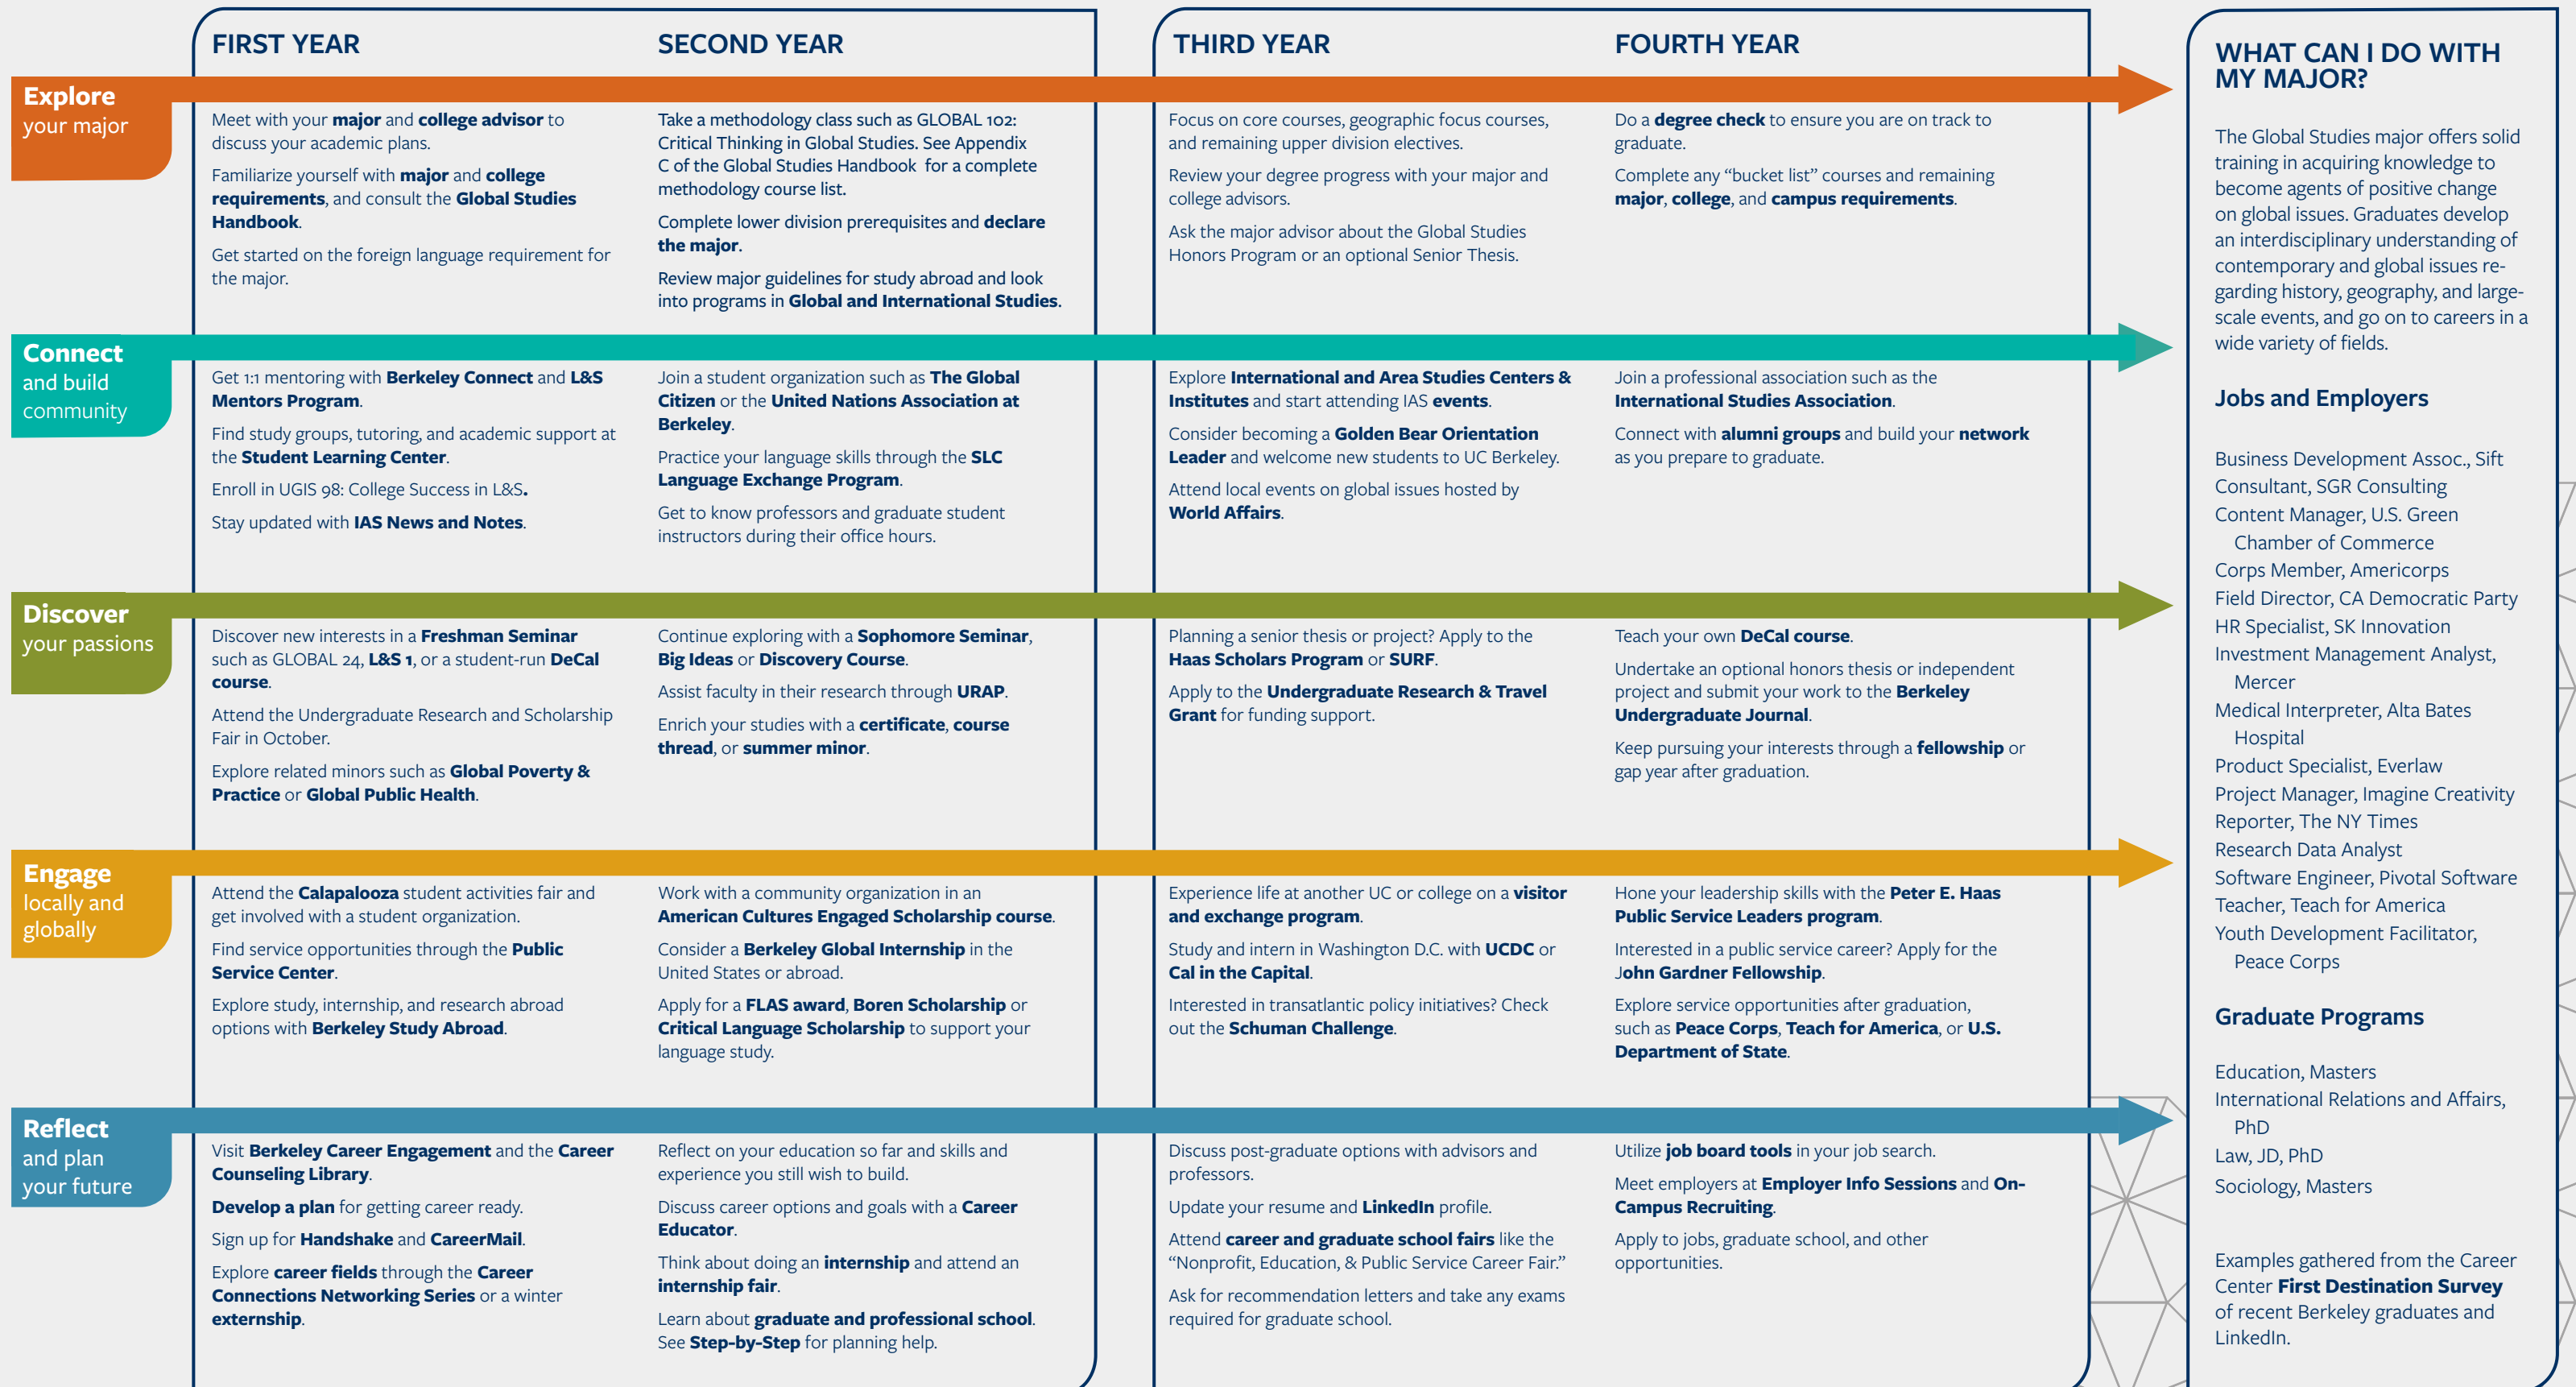 FIRST YEAR
SECOND YEAR
THIRD YEAR
FOURTH YEAR
Explore
your major
Meet with your major and college advisor to
discuss your academic plans.
Familiarize yourself with major and college
requirements, and consult the Global Studies
Handbook.
Get started on the foreign language requirement for
the major.
Take a methodology class such as GLOBAL 102:
Critical Thinking in Global Studies. See Appendix
C of the Global Studies Handbook for a complete
methodology course list.
Complete lower division prerequisites and declare
the major.
Review major guidelines for study abroad and look
into programs in Global and International Studies.
Focus on core courses, geographic focus courses,
and remaining upper division electives.
Review your degree progress with your major and
college advisors.
Ask the major advisor about the Global Studies
Honors Program or an optional Senior Thesis.
Do a degree check to ensure you are on track to
graduate.
Complete any “bucket list” courses and remaining
major, college, and campus requirements.
Connect
and build
community
Get 1:1 mentoring with Berkeley Connect and L&S
Mentors Program.
Find study groups, tutoring, and academic support at
the Student Learning Center.
Enroll in UGIS 98: College Success in L&S.
Stay updated with IAS News and Notes.
Join a student organization such as The Global
Citizen or the United Nations Association at
Berkeley.
Practice your language skills through the SLC
Language Exchange Program.
Get to know professors and graduate student
instructors during their office hours.
Explore International and Area Studies Centers &
Institutes and start attending IAS events.
Consider becoming a Golden Bear Orientation
Leader and welcome new students to UC Berkeley.
Attend local events on global issues hosted by
World Affairs.
Join a professional association such as the
International Studies Association.
Connect with alumni groups and build your network
as you prepare to graduate.
Discover
your passions
Discover new interests in a Freshman Seminar
such as GLOBAL 24, L&S 1, or a student-run DeCal
course.
Attend the Undergraduate Research and Scholarship
Fair in October.
Explore related minors such as Global Poverty &
Practice or Global Public Health.
Continue exploring with a Sophomore Seminar,
Big Ideas or Discovery Course.
Assist faculty in their research through URAP.
Enrich your studies with a certificate, course
thread, or summer minor.
Planning a senior thesis or project? Apply to the
Haas Scholars Program or SURF.
Apply to the Undergraduate Research & Travel
Grant for funding support.
Teach your own DeCal course.
Undertake an optional honors thesis or independent
project and submit your work to the Berkeley
Undergraduate Journal.
Keep pursuing your interests through a fellowship or
gap year after graduation.
Engage
locally and
globally
Attend the Calapalooza student activities fair and
get involved with a student organization.
Find service opportunities through the Public
Service Center.
Explore study, internship, and research abroad
options with Berkeley Study Abroad.
Work with a community organization in an
American Cultures Engaged Scholarship course.
Consider a Berkeley Global Internship in the
United States or abroad.
Apply for a FLAS award, Boren Scholarship or
Critical Language Scholarship to support your
language study.
Experience life at another UC or college on a visitor
and exchange program.
Study and intern in Washington D.C. with UCDC or
Cal in the Capital.
Interested in transatlantic policy initiatives? Check
out the Schuman Challenge.
Hone your leadership skills with the Peter E. Haas
Public Service Leaders program.
Interested in a public service career? Apply for the
John Gardner Fellowship.
Explore service opportunities after graduation,
such as Peace Corps, Teach for America, or U.S.
Department of State.
Reflect
and plan
your future
Visit Berkeley Career Engagement and the Career
Counseling Library.
Develop a plan for getting career ready.
Sign up for Handshake and CareerMail.
Explore career fields through the Career
Connections Networking Series or a winter
externship.
Reflect on your education so far and skills and
experience you still wish to build.
Discuss career options and goals with a Career
Educator.
Think about doing an internship and attend an
internship fair.
Learn about graduate and professional school.
See Step-by-Step for planning help.
Discuss post-graduate options with advisors and
professors.
Update your resume and LinkedIn profile.
Attend career and graduate school fairs like the
“Nonprofit, Education, & Public Service Career Fair.”
Ask for recommendation letters and take any exams
required for graduate school.
Utilize job board tools in your job search.
Meet employers at Employer Info Sessions and On-
Campus Recruiting.
Apply to jobs, graduate school, and other
opportunities.
WHAT CAN I DO WITH
MY MAJOR?
The Global Studies major offers solid
training in acquiring knowledge to
become agents of positive change
on global issues. Graduates develop
an interdisciplinary understanding of
contemporary and global issues re-
garding history, geography, and large-
scale events, and go on to careers in a
wide variety of fields.
Jobs and Employers
Business Development Assoc., Sift
Consultant, SGR Consulting
Content Manager, U.S. Green
Chamber of Commerce
Corps Member, Americorps
Field Director, CA Democratic Party
HR Specialist, SK Innovation
Investment Management Analyst,
Mercer
Medical Interpreter, Alta Bates
Hospital
Product Specialist, Everlaw
Project Manager, Imagine Creativity
Reporter, The NY Times
Research Data Analyst
Software Engineer, Pivotal Software
Teacher, Teach for America
Youth Development Facilitator,
Peace Corps
Graduate Programs
Education, Masters
International Relations and Affairs,
PhD
Law, JD, PhD
Sociology, Masters
Examples gathered from the Career
Center First Destination Survey
of recent Berkeley graduates and
LinkedIn.